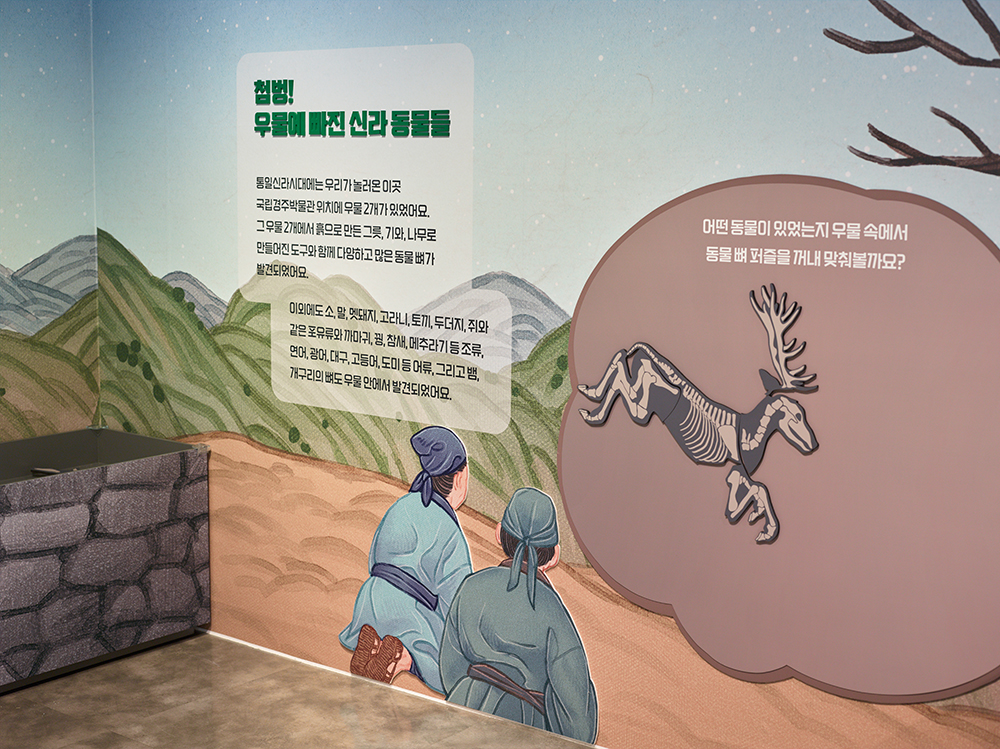 첨벙!
우물에 빠진 신라 동물들
통일신라시대에는 우리가 놀러온 이곳
국립경주박물관 위치에 우물 2개가 있었어요.
그 우물 2개에서 흙으로 만든 그릇, 기와, 나무로
만들어진 도구와 함께 다양하고 많은 동물 뼈가
발견되었어요.
이외에도 소, 말, 멧돼지, 고라니, 토끼, 두더지, 쥐와
같은 포유류와 까마귀, 꿩, 참새, 메추라기 등 조류,
연어, 광어, 대구, 고등어, 도미 등 어류, 그리고 뱀,
개구리의 뼈도 우물 안에서 발견되었어요.
어떤 동물이 있었는지 우물 속에서
동물 뼈 퍼즐을 꺼내 맞춰볼까요?